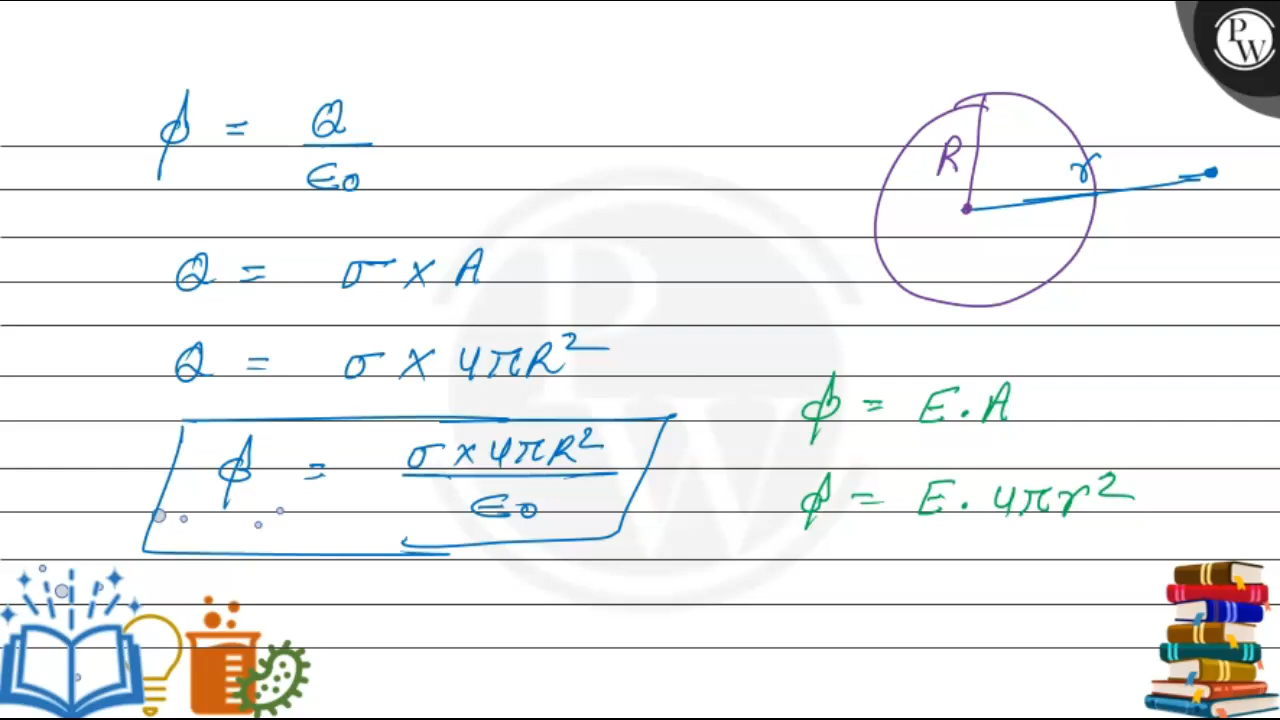 ϕ = Q/ϵ₀
Q = σ × A
Q = σ × 4πR²
ϕ = σ × 4πR²/ϵ₀
R
r
ϕ = E . A
ϕ = E . 4πr²
P
W
P
W